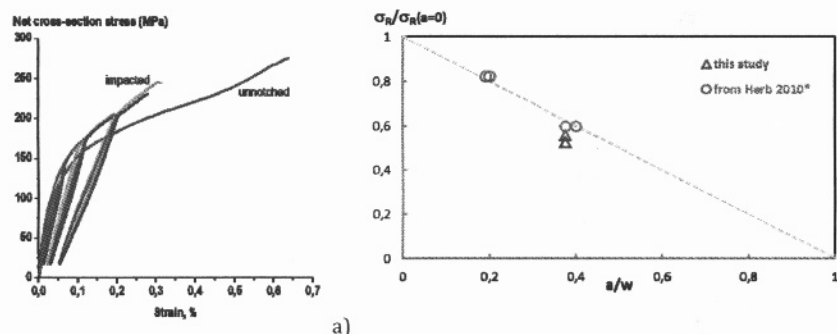 Net cross-section stress (MPa)
300
250
200
150
100
50
0
impacted
unnotched
0,0 0,1 0,2 0,3 0,4 0,5 0,6 0,7
Strain, %
a)
σR/σR(a=0)
1
0,8
0,6
0,4
0,2
0
△ this study
○ from Herb 2010*
0 0,2 0,4 0,6 0,8 1
a/w